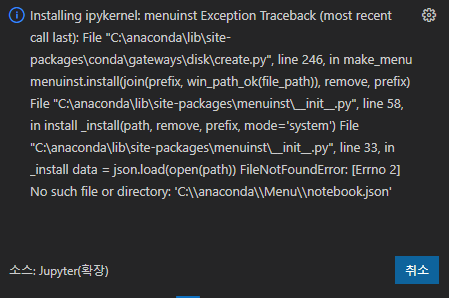 Installing ipykernel: menuinst Exception Traceback (most recent
call last): File "C:\anaconda\lib\site-
packages\conda\gateways\disk\create.py", line 246, in make_menu
menuinst.install(join(prefix, win_path_ok(file_path)), remove, prefix)
File "C:\anaconda\lib\site-packages\menuinst\__init__.py", line 58,
in install _install(path, remove, prefix, mode='system') File
"C:\anaconda\lib\site-packages\menuinst\__init__.py", line 33, in
_install data = json.load(open(path)) FileNotFoundError: [Errno 2]
No such file or directory: 'C:\\anaconda\\Menu\\notebook.json'
소스: Jupyter(확장)
취소